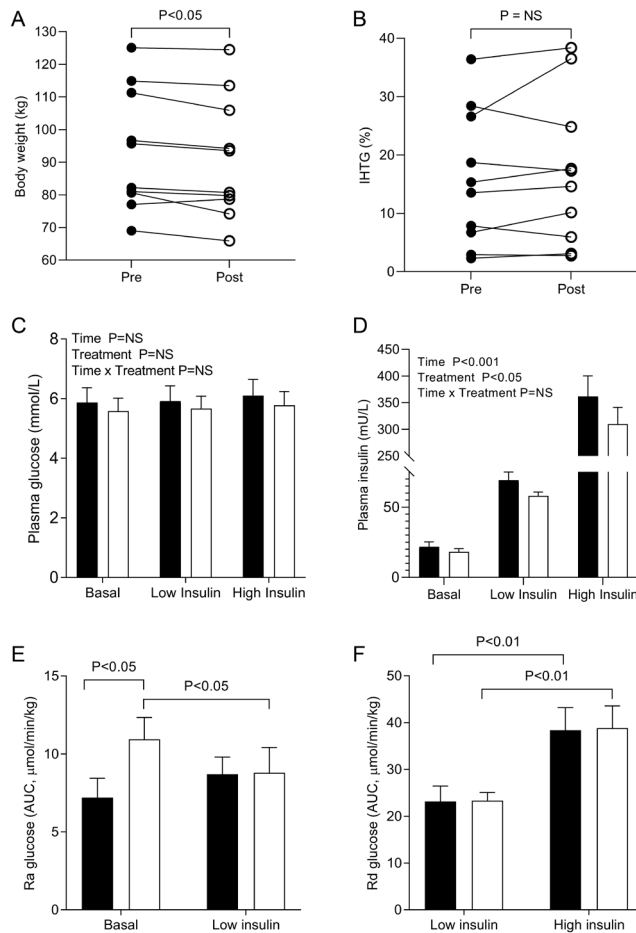 A
P<0.05
Body weight (kg)
130
120
110
100
90
80
70
60
Pre
Post
B
P = NS
IHTG (%)
40
30
20
10
0
Pre
Post
C
Time P=NS
Treatment P=NS
Time x Treatment P=NS
Plasma glucose (mmol/L)
8
6
4
2
0
Basal
Low Insulin
High Insulin
D
Time P<0.001
Treatment P<0.05
Time x Treatment P=NS
Plasma insulin (mU/L)
450
400
350
300
250
50
0
Basal
Low Insulin
High Insulin
E
P<0.05
P<0.05
Ra glucose (AUC, μmol/min/kg)
15
10
5
0
Basal
Low insulin
F
P<0.01
P<0.01
Rd glucose (AUC, μmol/min/kg)
50
40
30
20
10
0
Low insulin
High insulin